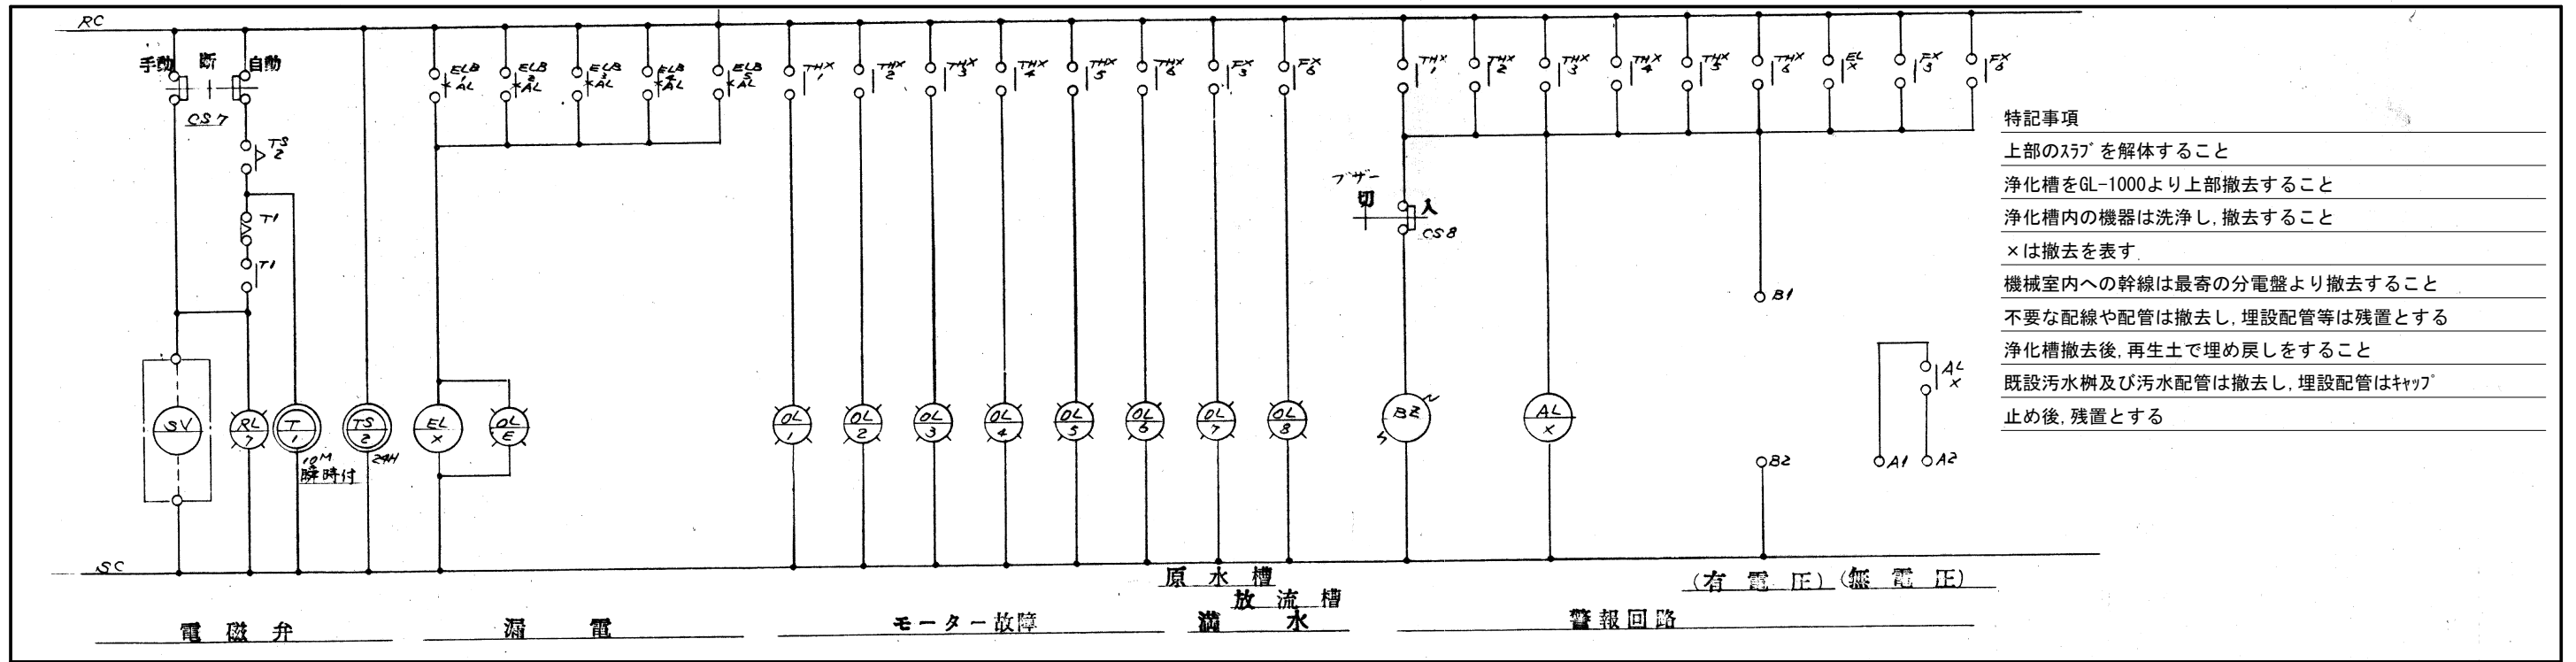 RC
手動 断 自動
CS7
TS 2
T1
T1
ELB 1 AL
ELB 2 AL
ELB 3 AL
ELB 4 AL
ELB 5 AL
THX 1
THX 2
THX 3
THX 4
THX 5
THX 6
FX 3
FX 6
THX 1
THX 2
THX 3
THX 4
THX 5
THX 6
EL X
FX 3
FX 6
ブザー
切 入
CS8
B1
AL X
SV
RL 7
T 1
10M
瞬時付
TS 2
24H
EL X
OL E
OL 1
OL 2
OL 3
OL 4
OL 5
OL 6
OL 7
OL 8
BZ
AL X
B2
A1
A2
SC
原水槽
放流槽
(有電圧) (無電圧)
電磁弁
漏電
モーター故障
満水
警報回路
特記事項
上部のｽﾗﾌﾞを解体すること
浄化槽をGL-1000より上部撤去すること
浄化槽内の機器は洗浄し,撤去すること
×は撤去を表す
機械室内への幹線は最寄の分電盤より撤去すること
不要な配線や配管は撤去し,埋設配管等は残置とする
浄化槽撤去後,再生土で埋め戻しをすること
既設汚水桝及び汚水配管は撤去し,埋設配管はｷｬｯﾌﾟ
止め後,残置とする